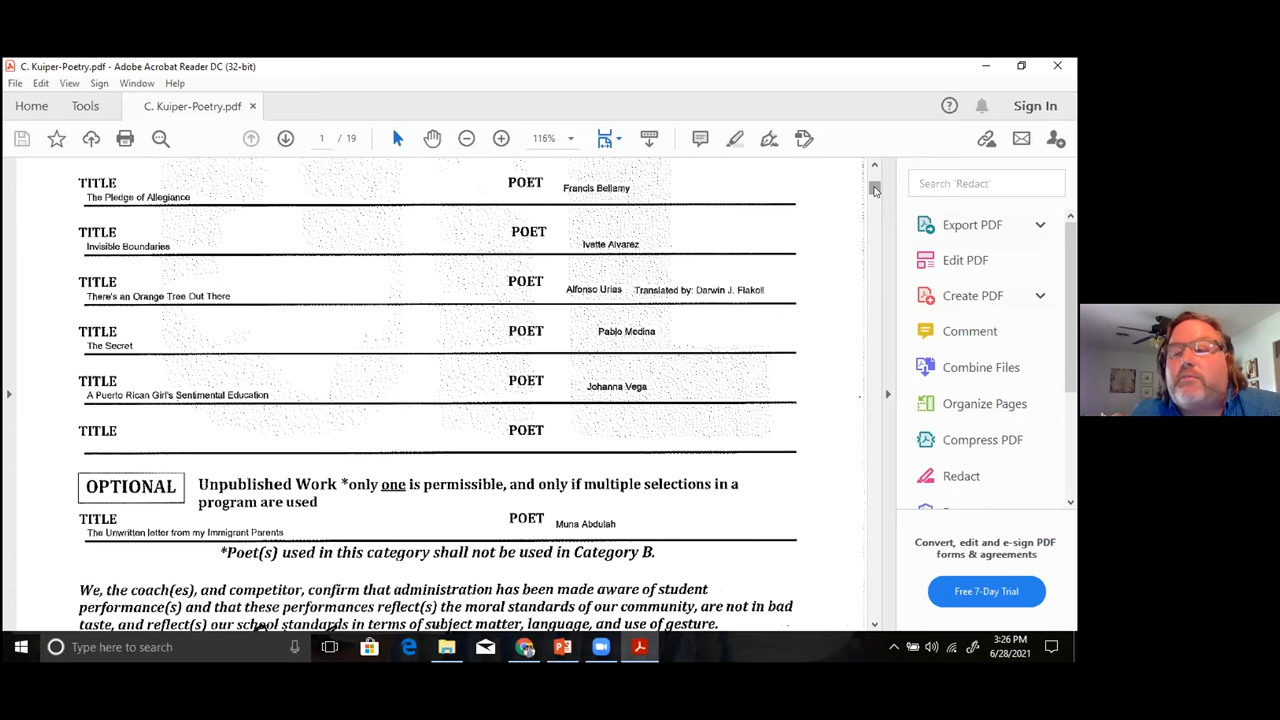 C. Kuiper-Poetry.pdf - Adobe Acrobat Reader DC (32-bit)
File Edit View Sign Window Help
Home Tools C. Kuiper-Poetry.pdf × Sign In
1 / 19 116%
TITLE POET Francis Bellamy
The Pledge of Allegiance
TITLE POET
Invisible Boundaries Ivette Alvarez
TITLE POET Alfonso Urias Translated by: Darwin J. Flakoll
There's an Orange Tree Out There
TITLE POET Pablo Medina
The Secret
TITLE POET Johanna Vega
A Puerto Rican Girl's Sentimental Education
TITLE POET
OPTIONAL Unpublished Work *only one is permissible, and only if multiple selections in a
program are used
TITLE POET Muna Abdulah
The Unwritten letter from my Immigrant Parents
*Poet(s) used in this category shall not be used in Category B.
We, the coach(es), and competitor, confirm that administration has been made aware of student
performance(s) and that these performances reflect(s) the moral standards of our community, are not in bad
taste, and reflect(s) our school standards in terms of subject matter, language, and use of gesture.
Search 'Redact'
Export PDF
Edit PDF
Create PDF
Comment
Combine Files
Organize Pages
Compress PDF
Redact
Convert, edit and e-sign PDF
forms & agreements
Free 7-Day Trial
Type here to search
3:26 PM
6/28/2021